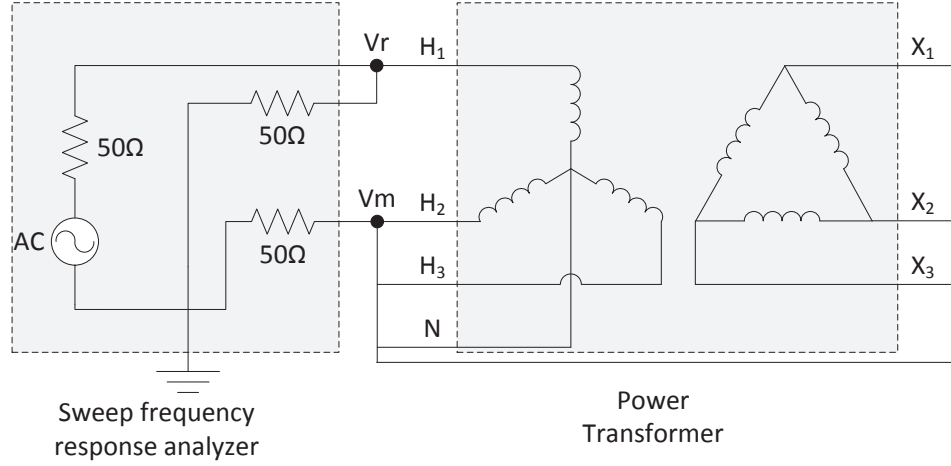 Vr
H1
X1
50Ω
50Ω
Vm
H2
X2
AC
50Ω
H3
X3
N
Sweep frequency
response analyzer
Power
Transformer